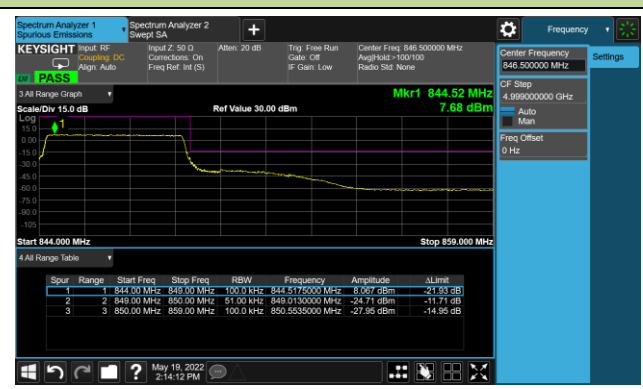 Spectrum Analyzer 1
Spurious Emissions
Spectrum Analyzer 2
Swept SA
+
Frequency
KEYSIGHT
Input: RF
Coupling: DC
Align: Auto
Input Z: 50 Ω
Corrections: On
Freq Ref: Int (S)
Atten: 20 dB
Trig: Free Run
Gate: Off
IF Gain: Low
Center Freq: 846.500000 MHz
Avg|Hold:>100/100
Radio Std: None
PASS
3 All Range Graph
Mkr1 844.52 MHz
7.68 dBm
Scale/Div 15.0 dB
Ref Value 30.00 dBm
Log
1
15.0
0.00
-15.0
-30.0
-45.0
-60.0
-75.0
-90.0
-105
Start 844.000 MHz
Stop 859.000 MHz
4 All Range Table
Spur Range Start Freq Stop Freq RBW Frequency Amplitude ΔLimit
1 1 844.00 MHz 849.00 MHz 100.0 kHz 844.5175000 MHz 8.067 dBm -21.93 dB
2 2 849.00 MHz 850.00 MHz 51.00 kHz 849.0130000 MHz -24.71 dBm -11.71 dB
3 3 850.00 MHz 859.00 MHz 100.0 kHz 850.5535000 MHz -27.95 dBm -14.95 dB
Center Frequency
846.500000 MHz
Settings
CF Step
4.999000000 GHz
Auto
Man
Freq Offset
0 Hz
?
May 19, 2022
2:14:12 PM